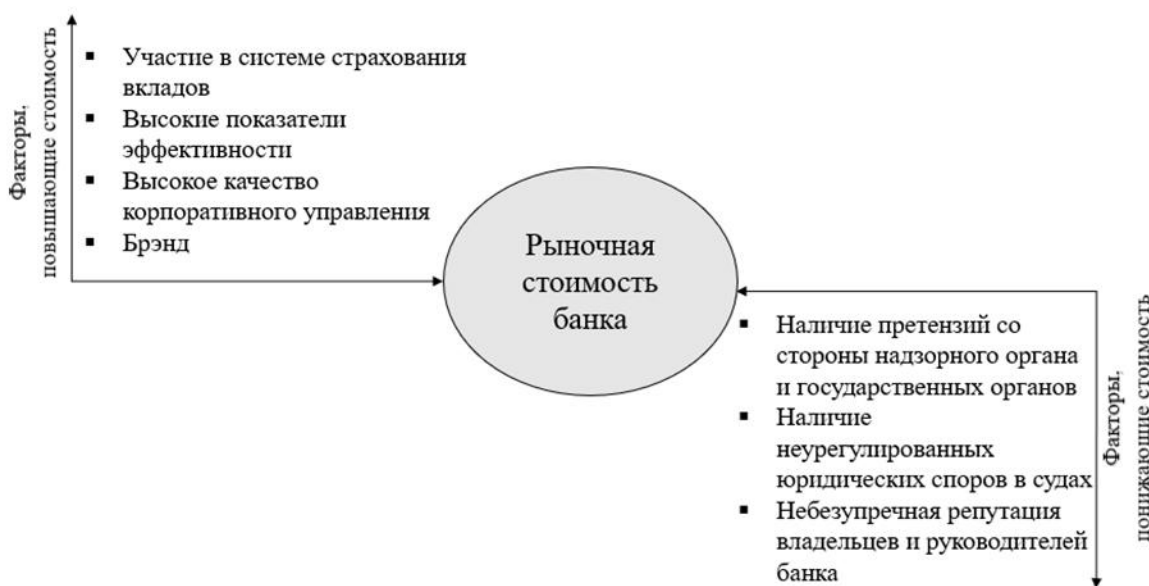 Факторы,
повышающие стоимость
▪ Участие в системе страхования
вкладов
▪ Высокие показатели
эффективности
▪ Высокое качество
корпоративного управления
▪ Брэнд
Рыночная
стоимость
банка
▪ Наличие претензий со
стороны надзорного органа
и государственных органов
▪ Наличие
неурегулированных
юридических споров в судах
▪ Небезупречная репутация
владельцев и руководителей
банка
Факторы,
понижающие стоимость